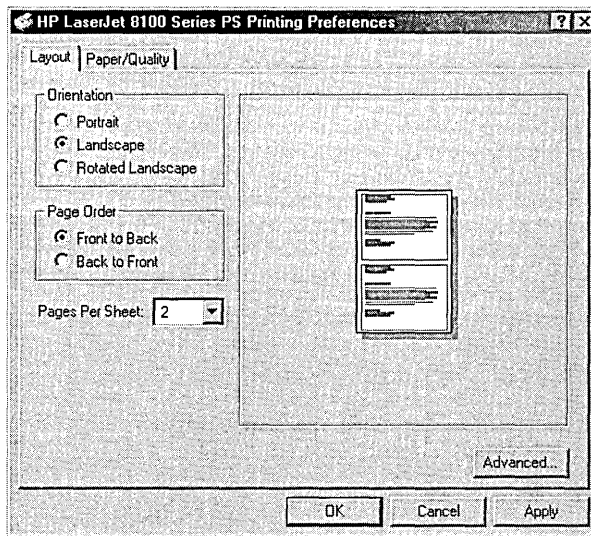 HP LaserJet 8100 Series PS Printing Preferences
Layout
Paper/Quality
Orientation
Portrait
Landscape
Rotated Landscape
Page Order
Front to Back
Back to Front
Pages Per Sheet: 2
Advanced...
OK
Cancel
Apply